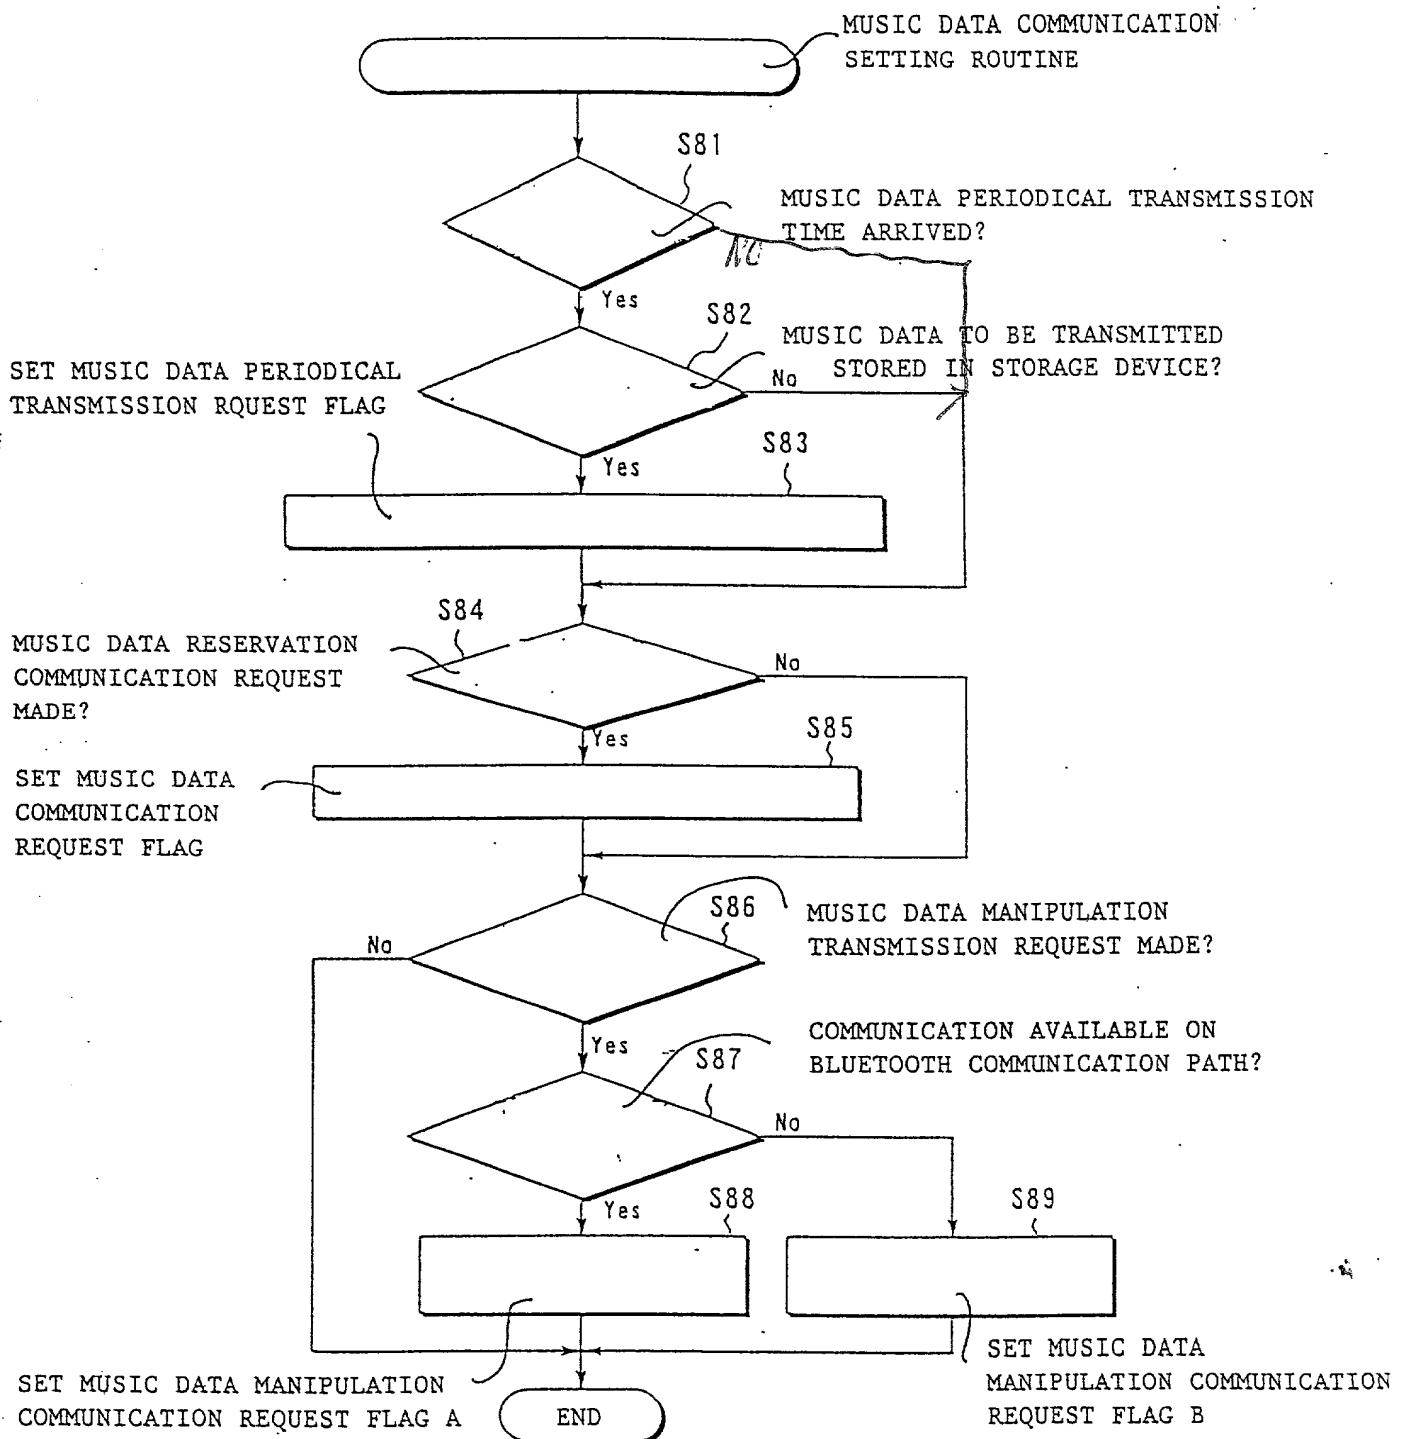 MUSIC DATA COMMUNICATION
SETTING ROUTINE
S81
MUSIC DATA PERIODICAL TRANSMISSION
TIME ARRIVED?
NO
Yes
S82
MUSIC DATA TO BE TRANSMITTED
STORED IN STORAGE DEVICE?
No
SET MUSIC DATA PERIODICAL
TRANSMISSION RQUEST FLAG
Yes
S83
S84
MUSIC DATA RESERVATION
COMMUNICATION REQUEST
MADE?
No
Yes
S85
SET MUSIC DATA
COMMUNICATION
REQUEST FLAG
S86
MUSIC DATA MANIPULATION
TRANSMISSION REQUEST MADE?
No
Yes
COMMUNICATION AVAILABLE ON
BLUETOOTH COMMUNICATION PATH?
S87
No
Yes
S88
S89
SET MUSIC DATA MANIPULATION
COMMUNICATION REQUEST FLAG A
END
SET MUSIC DATA
MANIPULATION COMMUNICATION
REQUEST FLAG B